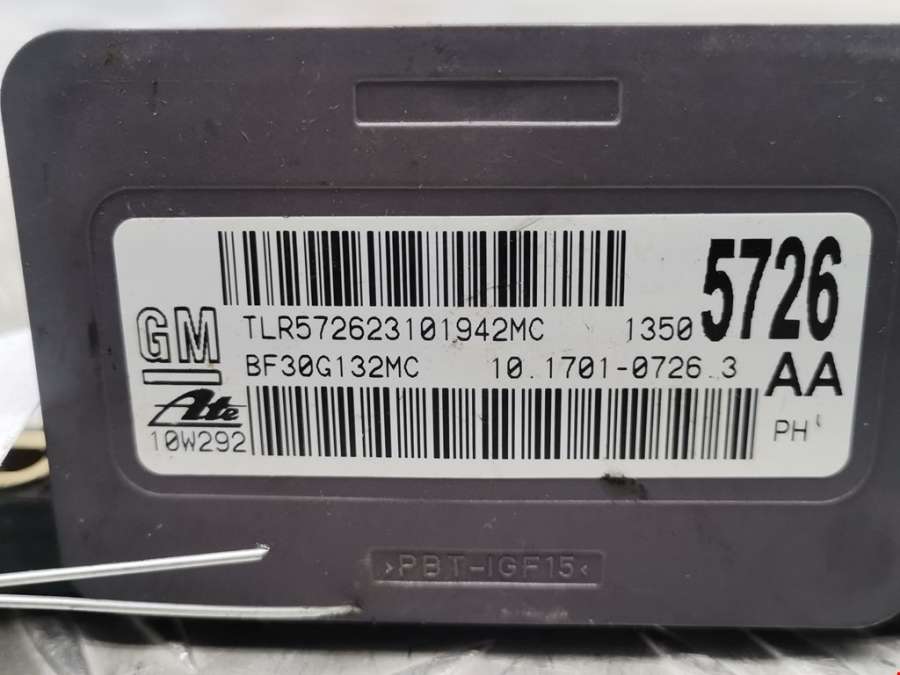 GM
TLR572623101942MC 1350 5726
BF30G132MC 10.1701-0726.3 AA
Ate
10W292 PH
>PBT-IGF15<